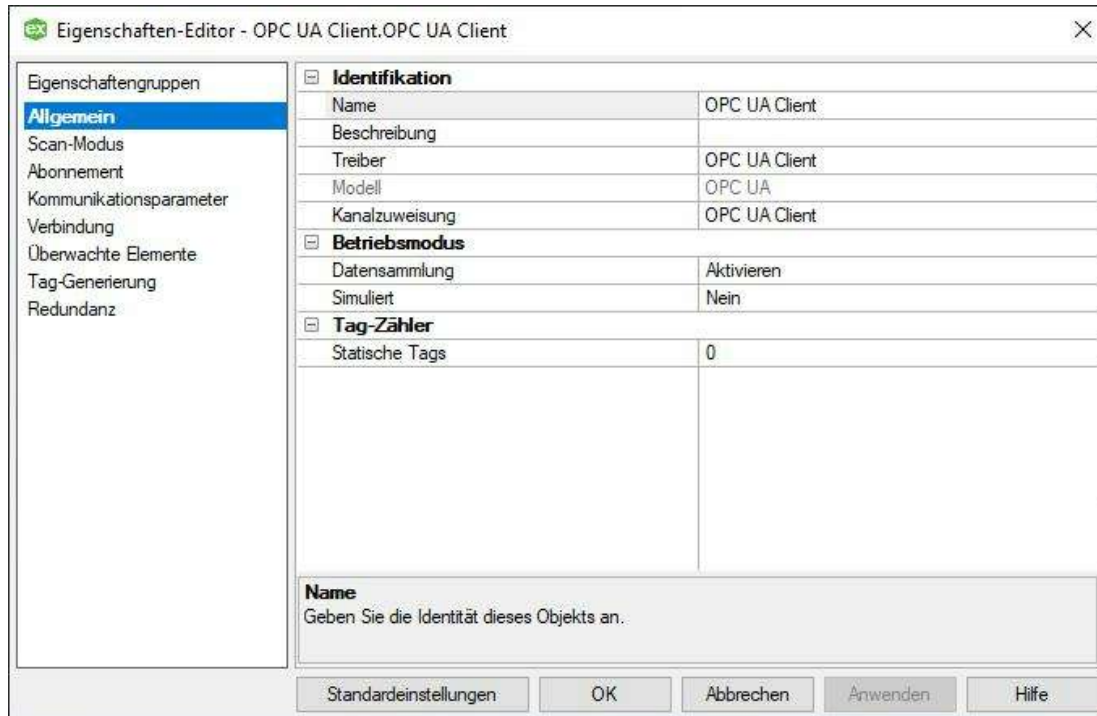 ex Eigenschaften-Editor - OPC UA Client.OPC UA Client
Eigenschaftengruppen
Allgemein
Scan-Modus
Abonnement
Kommunikationsparameter
Verbindung
Überwachte Elemente
Tag-Generierung
Redundanz
Identifikation
Name OPC UA Client
Beschreibung
Treiber OPC UA Client
Modell OPC UA
Kanalzuweisung OPC UA Client
Betriebsmodus
Datensammlung Aktivieren
Simuliert Nein
Tag-Zähler
Statische Tags 0
Name
Geben Sie die Identität dieses Objekts an.
Standardeinstellungen OK Abbrechen Anwenden Hilfe